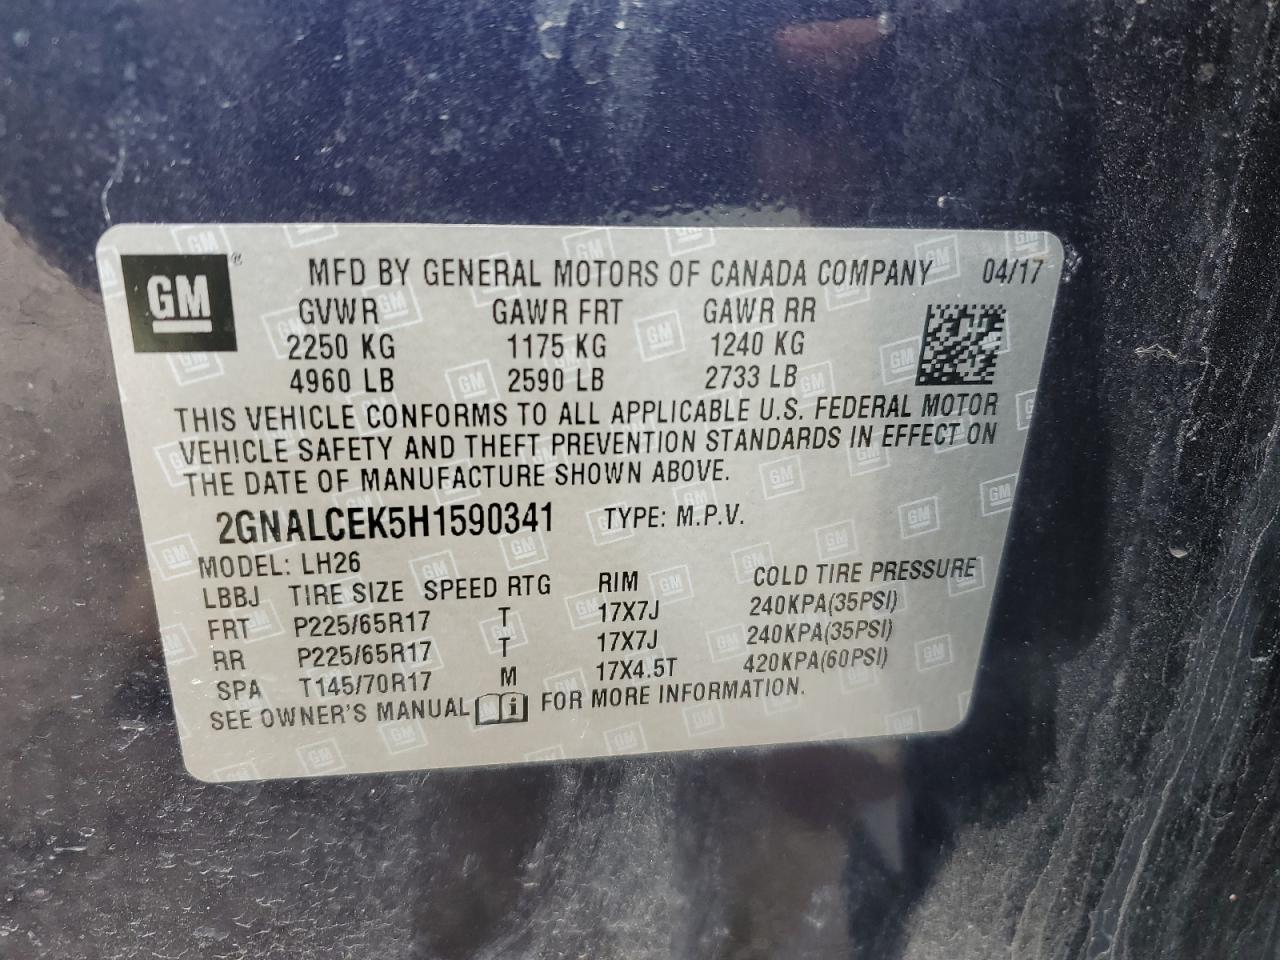 GM ® MFD BY GENERAL MOTORS OF CANADA COMPANY 04/17
GVWR GAWR FRT GAWR RR
2250 KG 1175 KG 1240 KG
4960 LB 2590 LB 2733 LB
THIS VEHICLE CONFORMS TO ALL APPLICABLE U.S. FEDERAL MOTOR
VEHICLE SAFETY AND THEFT PREVENTION STANDARDS IN EFFECT ON
THE DATE OF MANUFACTURE SHOWN ABOVE.
2GNALCEK5H1590341 TYPE: M.P.V.
MODEL: LH26
LBBJ TIRE SIZE SPEED RTG RIM COLD TIRE PRESSURE
FRT P225/65R17 T 17X7J 240KPA(35PSI)
RR P225/65R17 T 17X7J 240KPA(35PSI)
SPA T145/70R17 M 17X4.5T 420KPA(60PSI)
SEE OWNER'S MANUAL i FOR MORE INFORMATION.